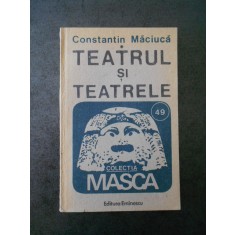 Constantin Măciucă
TEATRUL
ȘI
TEATRELE
49
COLECȚIA
MASCA
Editura Eminescu